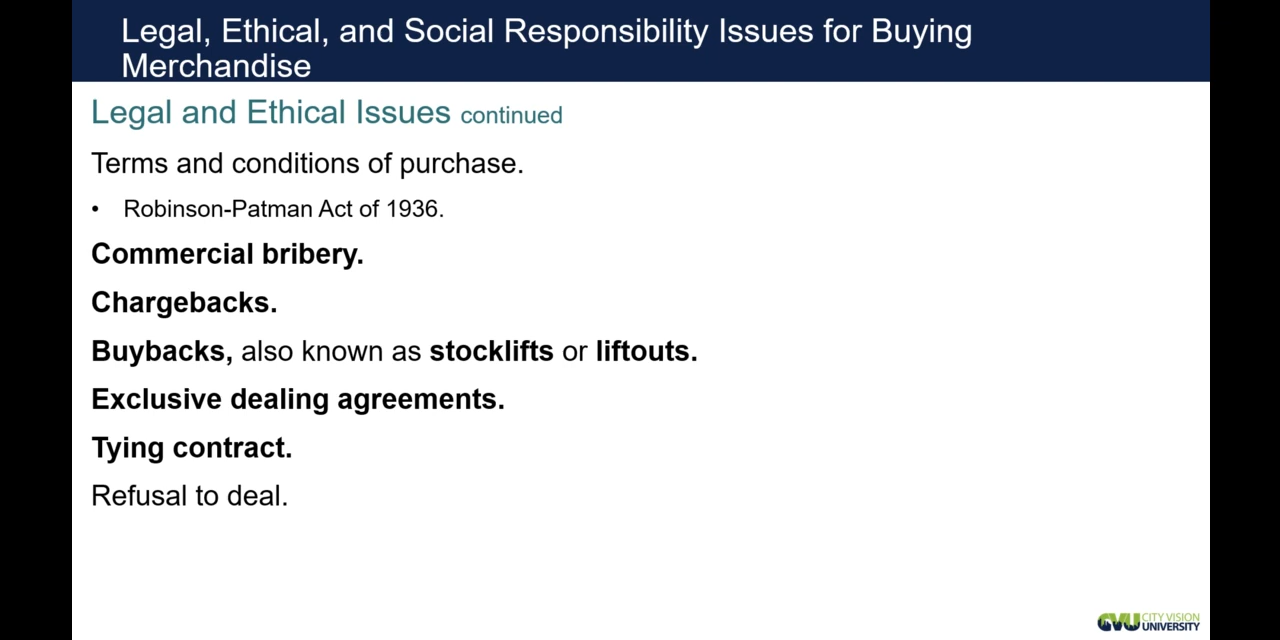 Legal, Ethical, and Social Responsibility Issues for Buying
Merchandise
Legal and Ethical Issues continued
Terms and conditions of purchase.
• Robinson-Patman Act of 1936.
Commercial bribery.
Chargebacks.
Buybacks, also known as stocklifts or liftouts.
Exclusive dealing agreements.
Tying contract.
Refusal to deal.
CVU CITY VISION
UNIVERSITY